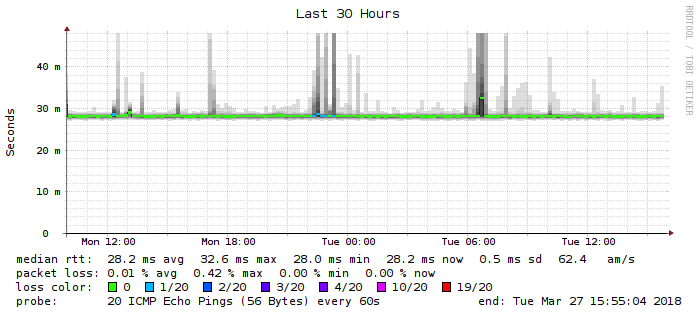 Last 30 Hours
RRDTOOL / TOBI OETIKER
Seconds
40 m
30 m
20 m
10 m
0
Mon 12:00 Mon 18:00 Tue 00:00 Tue 06:00 Tue 12:00
median rtt: 28.2 ms avg 32.6 ms max 28.0 ms min 28.2 ms now 0.5 ms sd 62.4 am/s
packet loss: 0.01 % avg 0.42 % max 0.00 % min 0.00 % now
loss color: 0 1/20 2/20 3/20 4/20 10/20 19/20
probe: 20 ICMP Echo Pings (56 Bytes) every 60s end: Tue Mar 27 15:55:04 2018